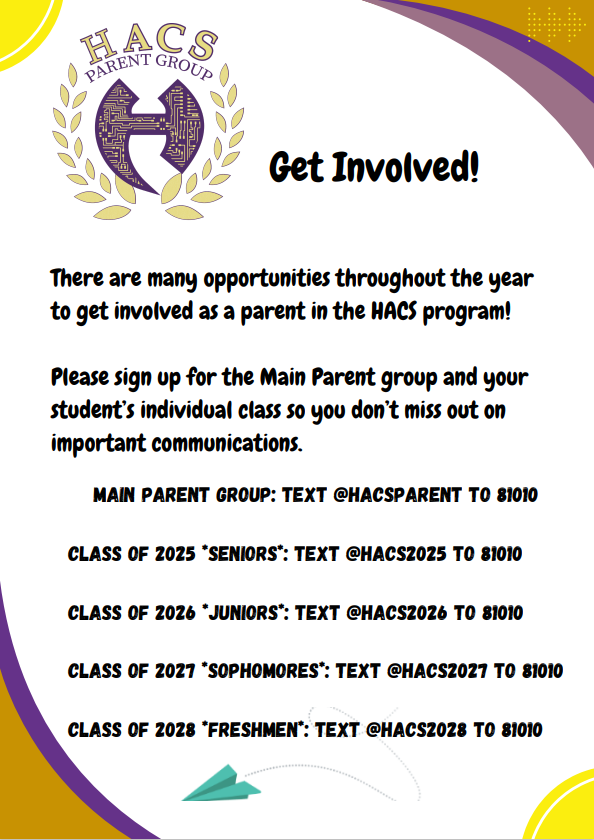 HACS
PARENT GROUP
Get Involved!
There are many opportunities throughout the year
to get involved as a parent in the HACS program!
Please sign up for the Main Parent group and your
student's individual class so you don't miss out on
important communications.
MAIN PARENT GROUP: TEXT @HACSPARENT TO 81010
CLASS OF 2025 *SENIORS*: TEXT @HACS2025 TO 81010
CLASS OF 2026 *JUNIORS*: TEXT @HACS2026 TO 81010
CLASS OF 2027 *SOPHOMORES*: TEXT @HACS2027 TO 81010
CLASS OF 2028 *FRESHMEN*: TEXT @HACS2028 TO 81010